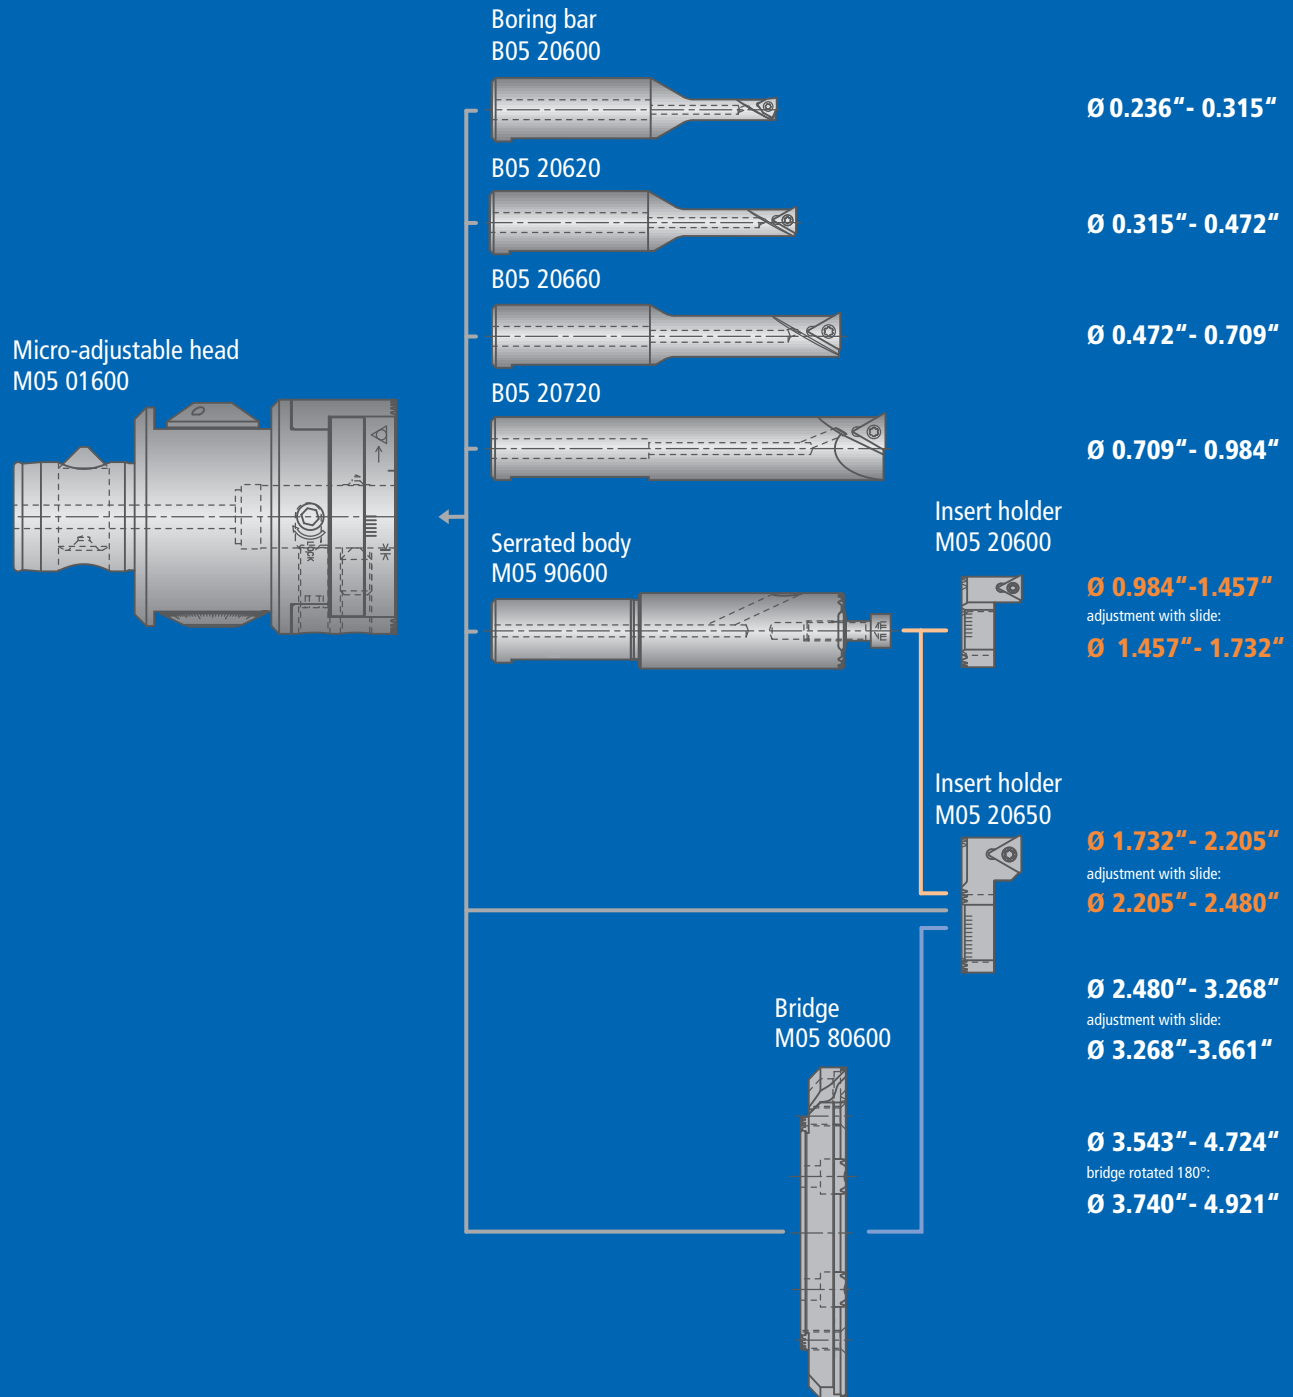 Boring bar
B05 20600
Ø 0.236“- 0.315“
B05 20620
Ø 0.315“- 0.472“
B05 20660
Ø 0.472“- 0.709“
Micro-adjustable head
M05 01600
B05 20720
Ø 0.709“- 0.984“
Serrated body
M05 90600
Insert holder
M05 20600
Ø 0.984“-1.457“
adjustment with slide:
Ø 1.457“- 1.732“
Insert holder
M05 20650
Ø 1.732“- 2.205“
adjustment with slide:
Ø 2.205“- 2.480“
Ø 2.480“- 3.268“
adjustment with slide:
Ø 3.268“-3.661“
Bridge
M05 80600
Ø 3.543“- 4.724“
bridge rotated 180°:
Ø 3.740“- 4.921“